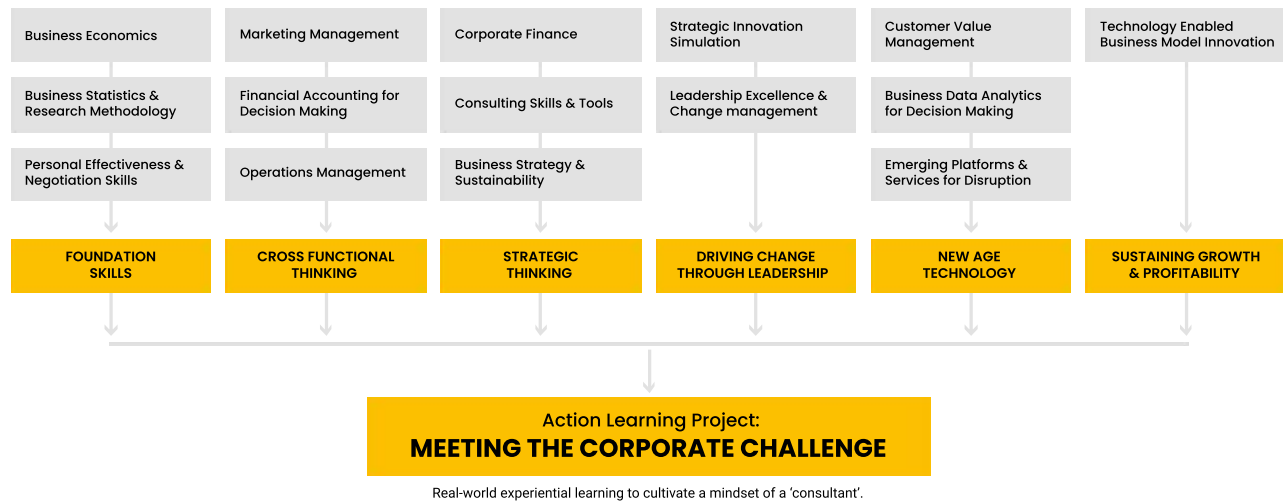 Business Economics
Business Statistics &
Research Methodology
Personal Effectiveness &
Negotiation Skills
FOUNDATION
SKILLS
Marketing Management
Financial Accounting for
Decision Making
Operations Management
CROSS FUNCTIONAL
THINKING
Corporate Finance
Consulting Skills & Tools
Business Strategy &
Sustainability
STRATEGIC
THINKING
Strategic Innovation
Simulation
Leadership Excellence &
Change management
DRIVING CHANGE
THROUGH LEADERSHIP
Customer Value
Management
Business Data Analytics
for Decision Making
Emerging Platforms &
Services for Disruption
NEW AGE
TECHNOLOGY
Technology Enabled
Business Model Innovation
SUSTAINING GROWTH
& PROFITABILITY
Action Learning Project:
MEETING THE CORPORATE CHALLENGE
Real-world experiential learning to cultivate a mindset of a ‘consultant’.